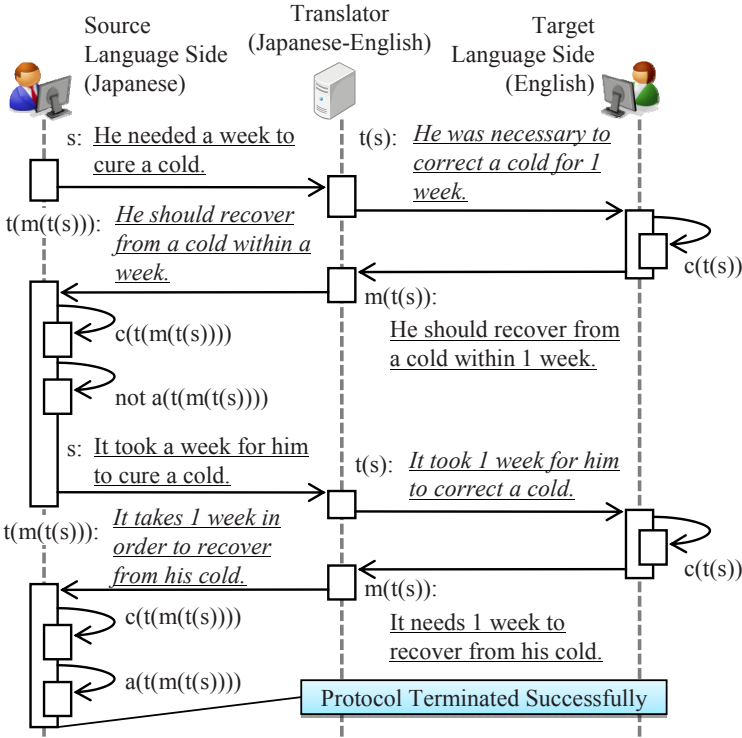 Source
Language Side
(Japanese)
Translator
(Japanese-English)
Target
Language Side
(English)
s: He needed a week to
cure a cold.
t(s): He was necessary to
correct a cold for 1
week.
t(m(t(s))): He should recover
from a cold within a
week.
c(t(s))
m(t(s)):
He should recover from
a cold within 1 week.
c(t(m(t(s))))
not a(t(m(t(s))))
s: It took a week for him
to cure a cold.
t(s): It took 1 week for him
to correct a cold.
t(m(t(s))): It takes 1 week in
order to recover
from his cold.
c(t(s))
m(t(s)):
It needs 1 week to
recover from his cold.
c(t(m(t(s))))
a(t(m(t(s))))
Protocol Terminated Successfully